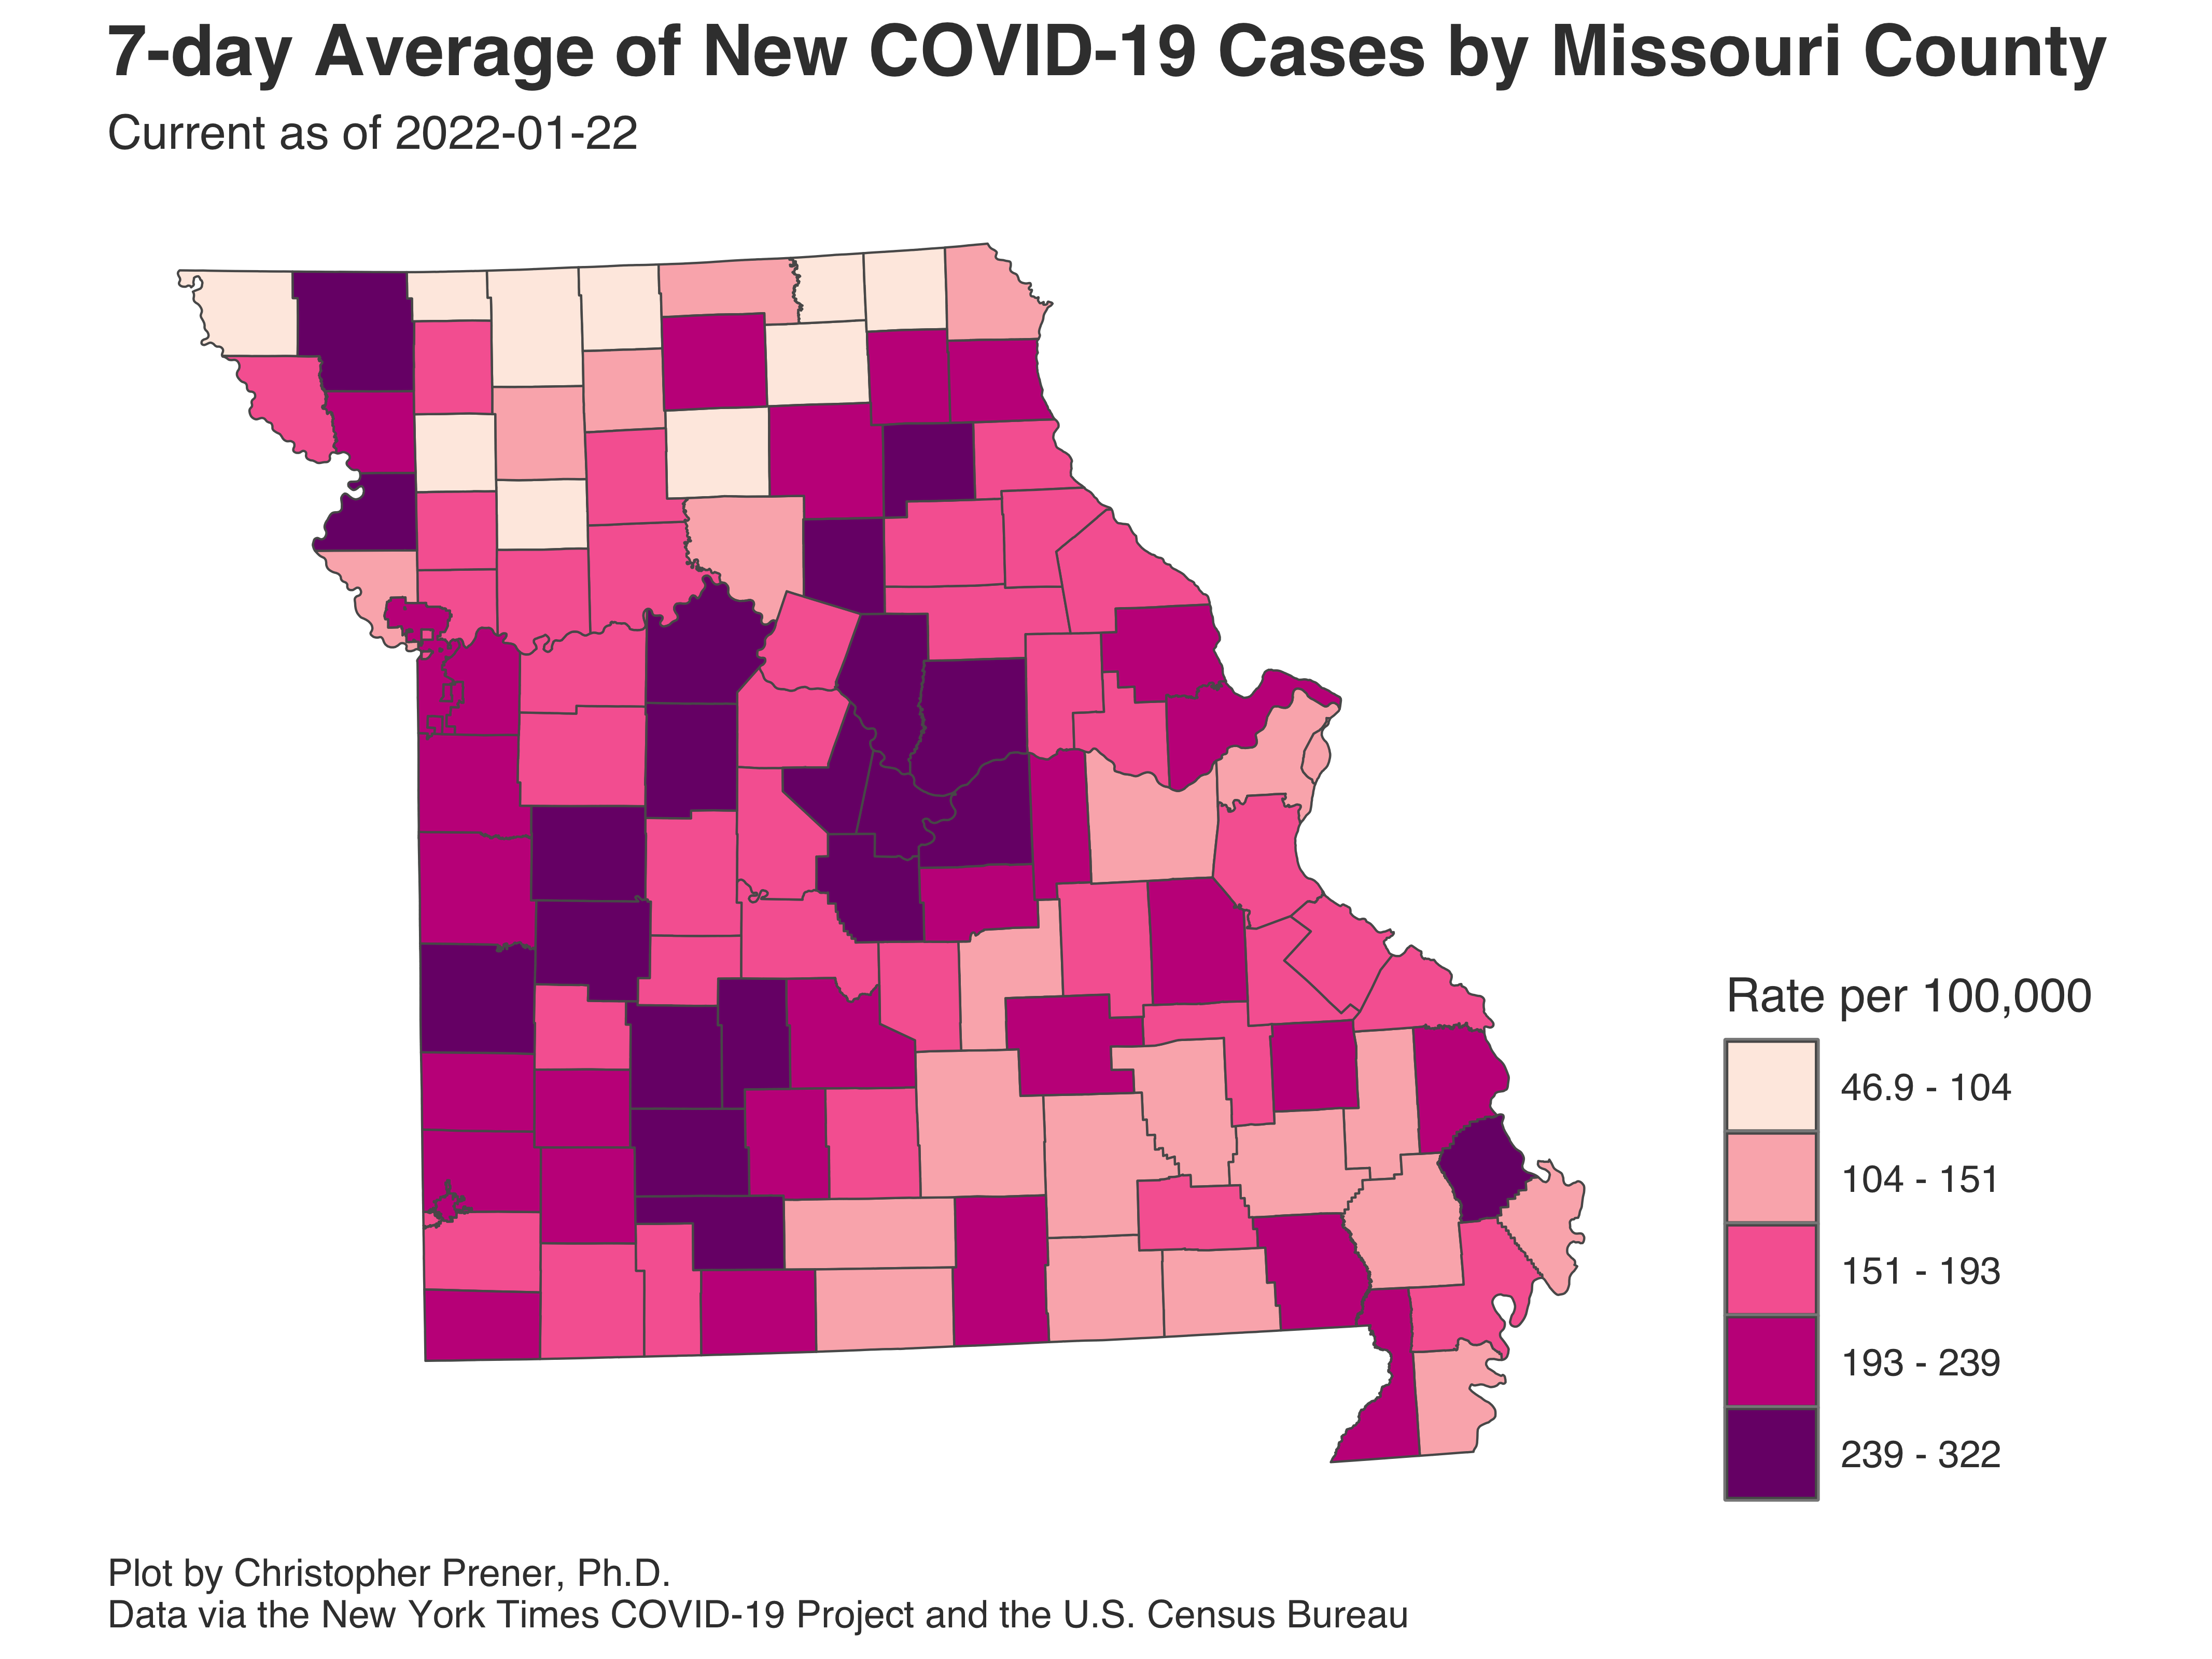 7-day Average of New COVID-19 Cases by Missouri County
Current as of 2022-01-22
Rate per 100,000
46.9 - 104
104 - 151
151 - 193
193 - 239
239 - 322
Plot by Christopher Prener, Ph.D.
Data via the New York Times COVID-19 Project and the U.S. Census Bureau